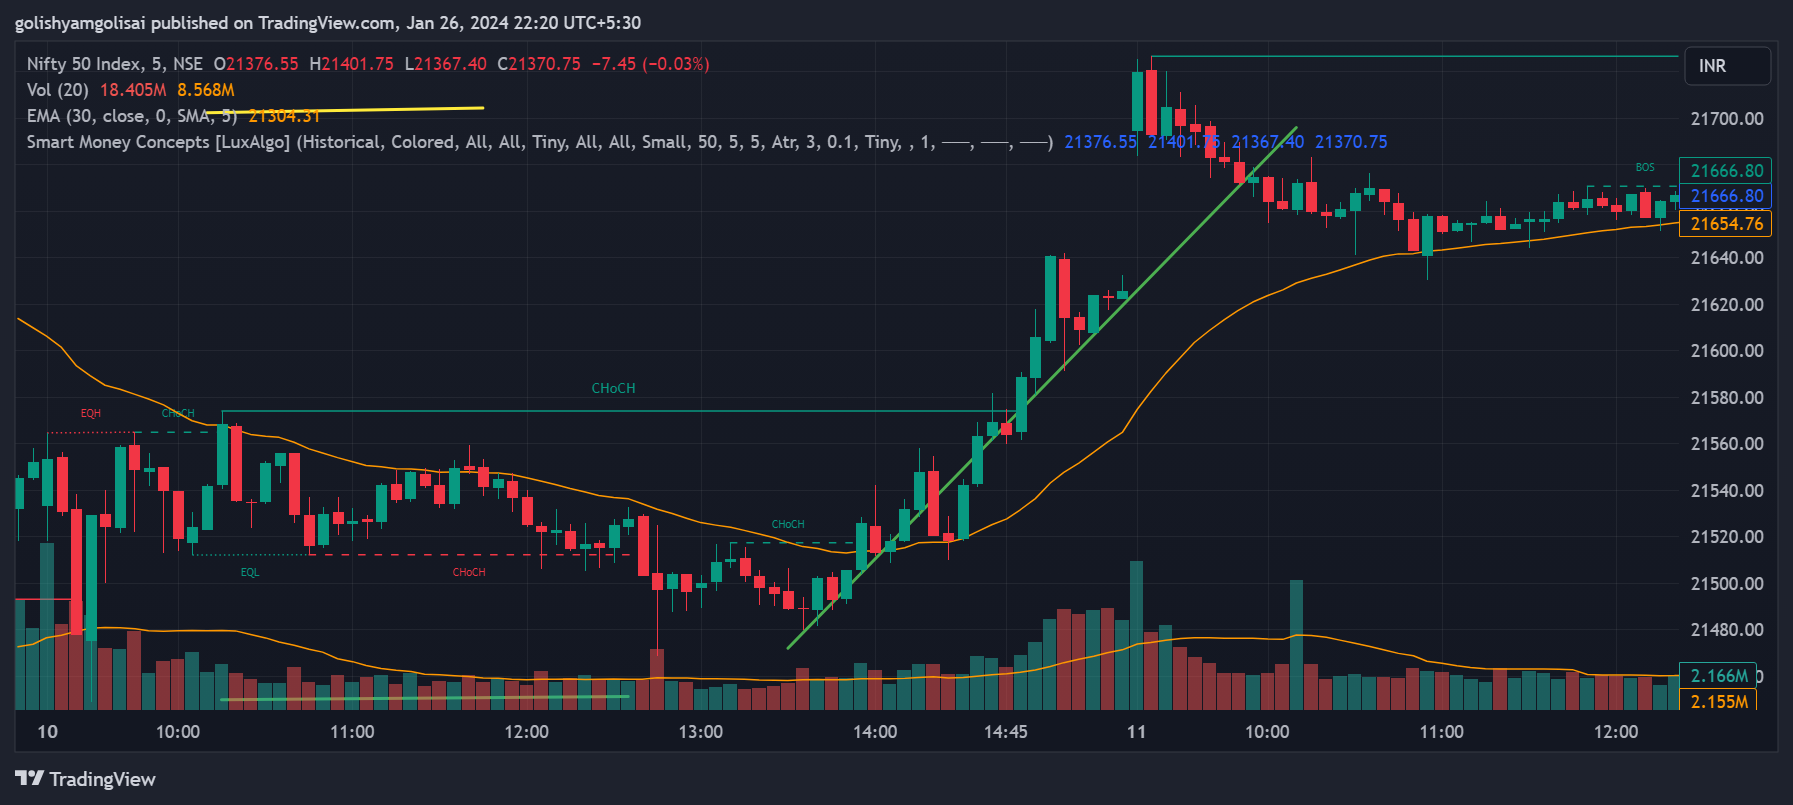 golishyamgolisai published on TradingView.com, Jan 26, 2024 22:20 UTC+5:30
Nifty 50 Index, 5, NSE O21376.55 H21401.75 L21367.40 C21370.75 −7.45 (−0.03%)
INR
Vol (20) 18.405M 8.568M
EMA (30, close, 0, SMA, 5) 21304.31
21700.00
Smart Money Concepts [LuxAlgo] (Historical, Colored, All, All, Tiny, All, All, Small, 50, 5, 5, Atr, 3, 0.1, Tiny, , 1, ——, ——, ——) 21376.55 21401.75 21367.40 21370.75
BOS
21666.80
21666.80
21654.76
21640.00
21620.00
21600.00
CHoCH
21580.00
EQH
CHoCH
21560.00
21540.00
CHoCH
21520.00
EQL
CHoCH
21500.00
21480.00
2.166M
2.155M
10 10:00 11:00 12:00 13:00 14:00 14:45 11 10:00 11:00 12:00
TradingView